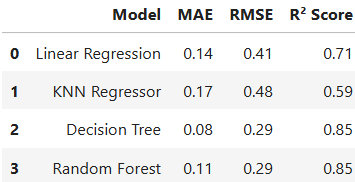 Model MAE RMSE R² Score
0 Linear Regression 0.14 0.41 0.71
1 KNN Regressor 0.17 0.48 0.59
2 Decision Tree 0.08 0.29 0.85
3 Random Forest 0.11 0.29 0.85